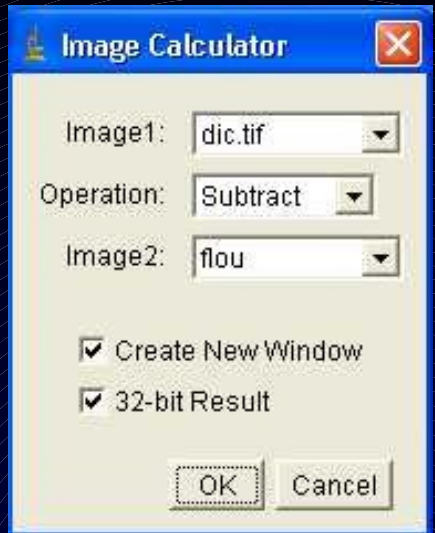 Image Calculator
Image1: dic.tif
Operation: Subtract
Image2: flou
Create New Window
32-bit Result
OK Cancel